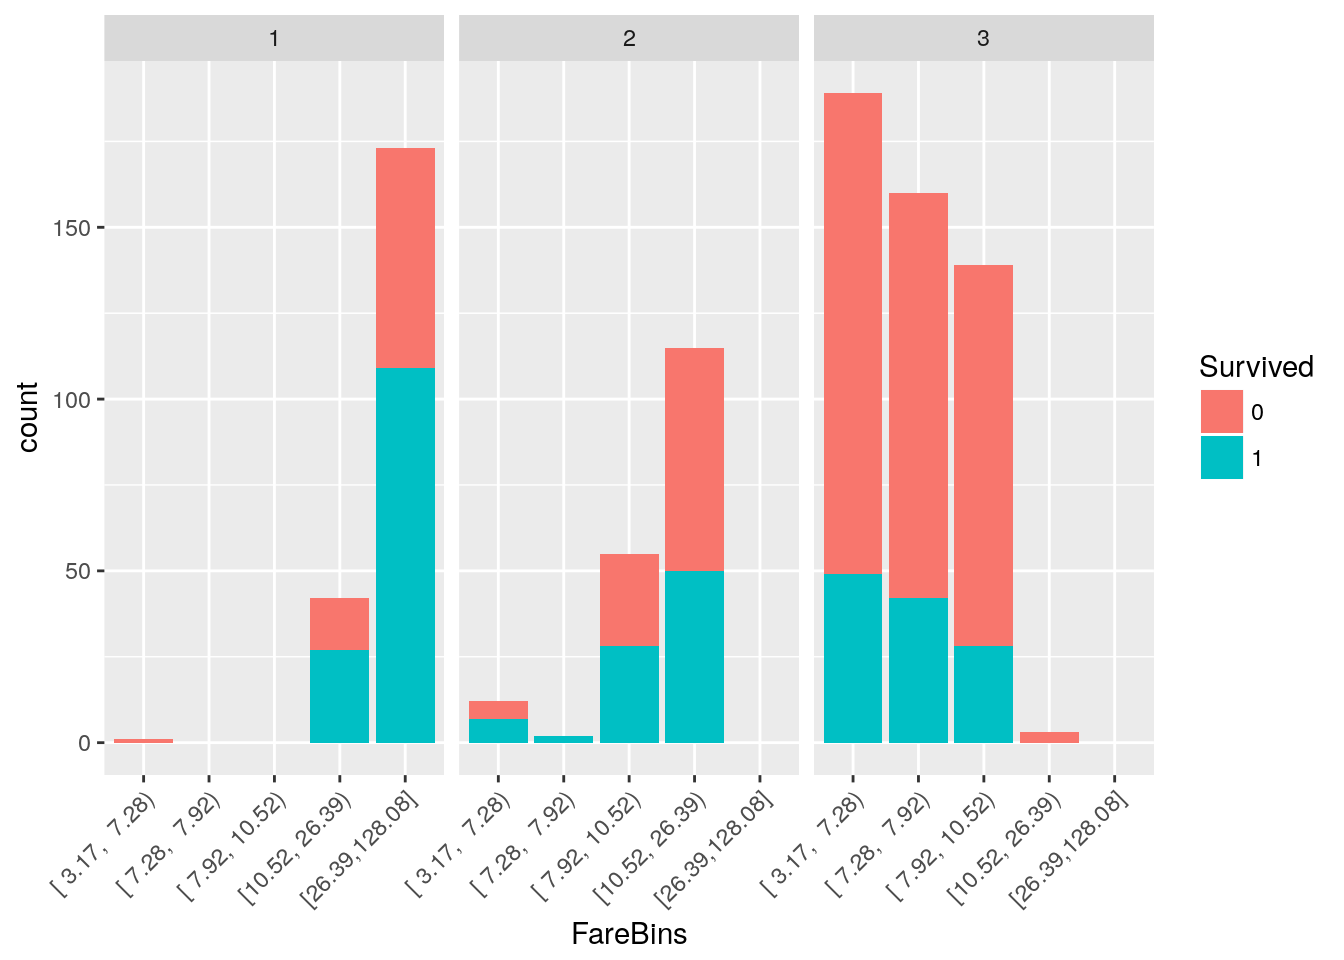 1 2 3
count
150
100
50
0
[ 3.17,  7.28)
[ 7.28,  7.92)
[ 7.92, 10.52)
[10.52, 26.39)
[26.39,128.08]
[ 3.17,  7.28)
[ 7.28,  7.92)
[ 7.92, 10.52)
[10.52, 26.39)
[26.39,128.08]
[ 3.17,  7.28)
[ 7.28,  7.92)
[ 7.92, 10.52)
[10.52, 26.39)
[26.39,128.08]
FareBins
Survived
0
1